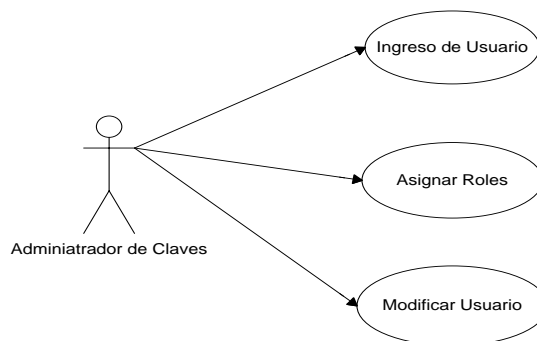 Ingreso de Usuario
Asignar Roles
Adminiatrador de Claves
Modificar Usuario